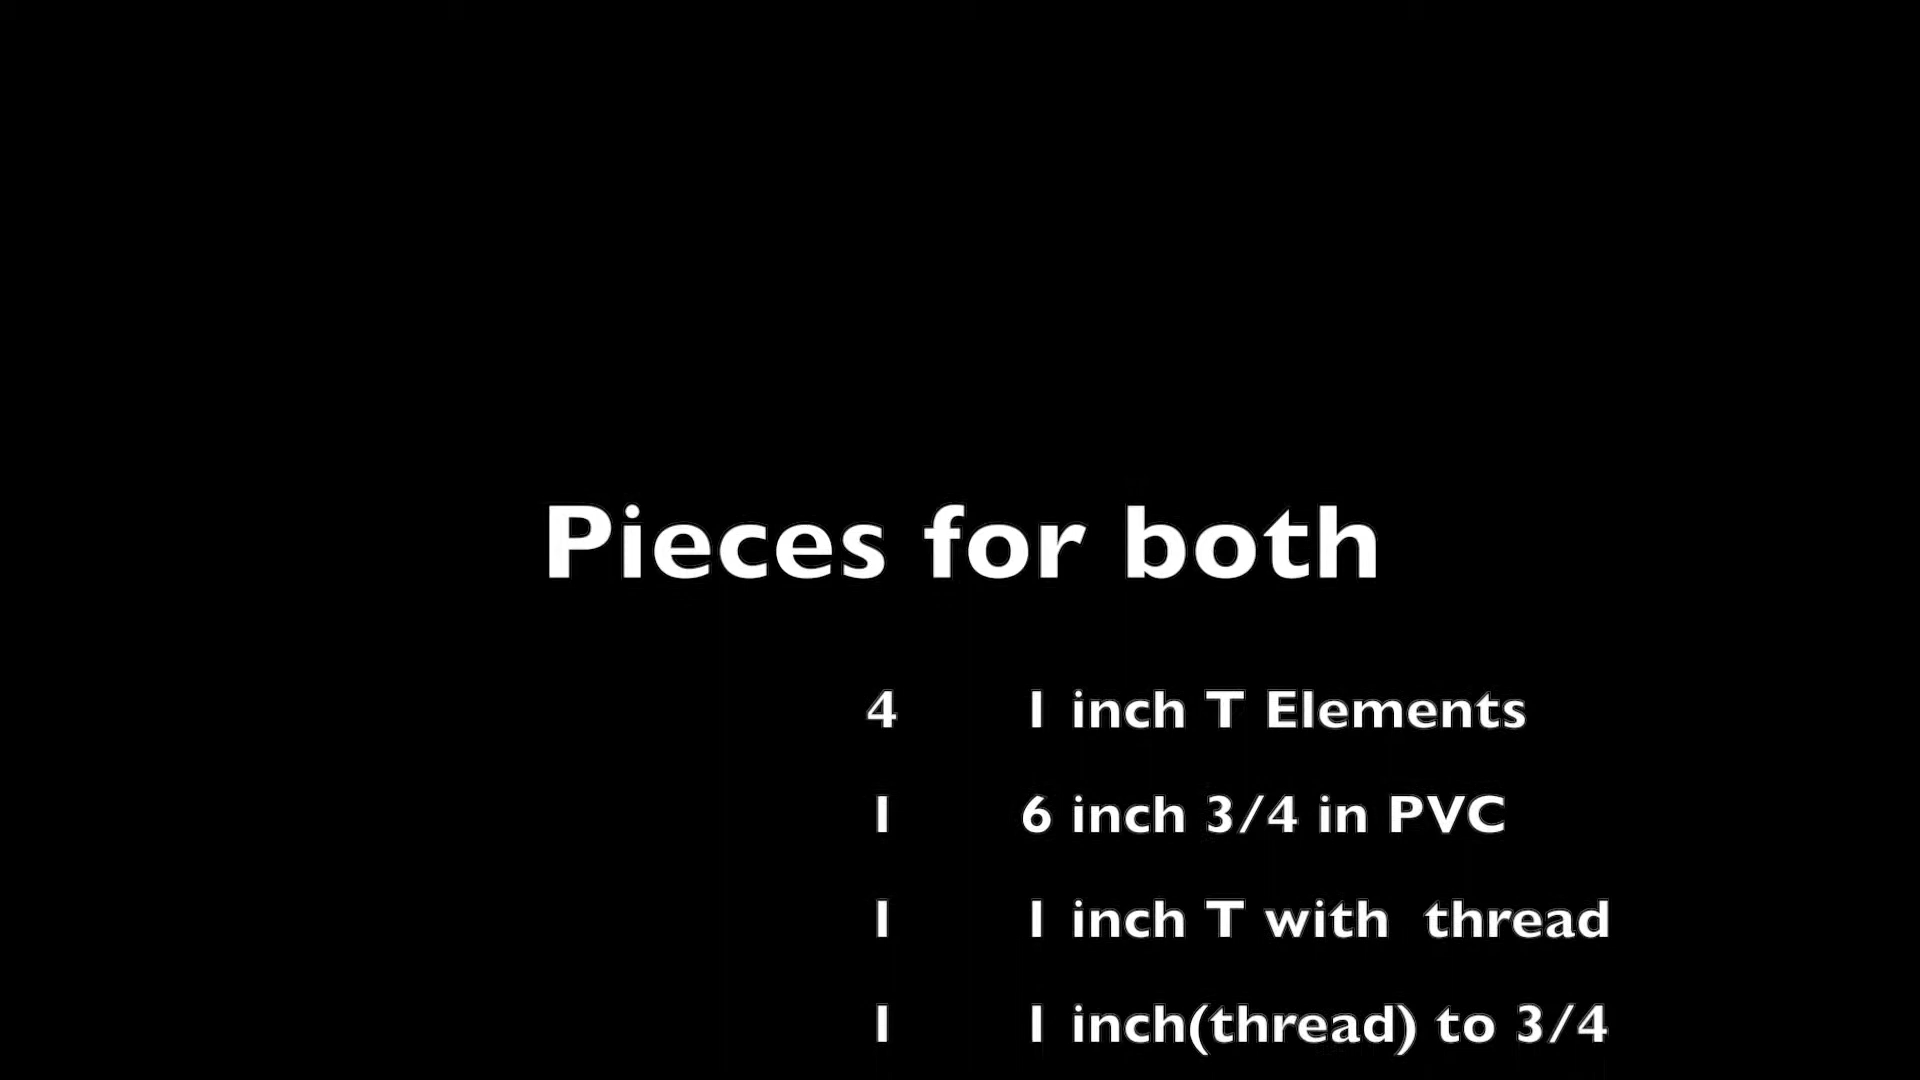 Pieces for both
4 1 inch T Elements
1 6 inch 3/4 in PVC
1 1 inch T with thread
1 1 inch(thread) to 3/4